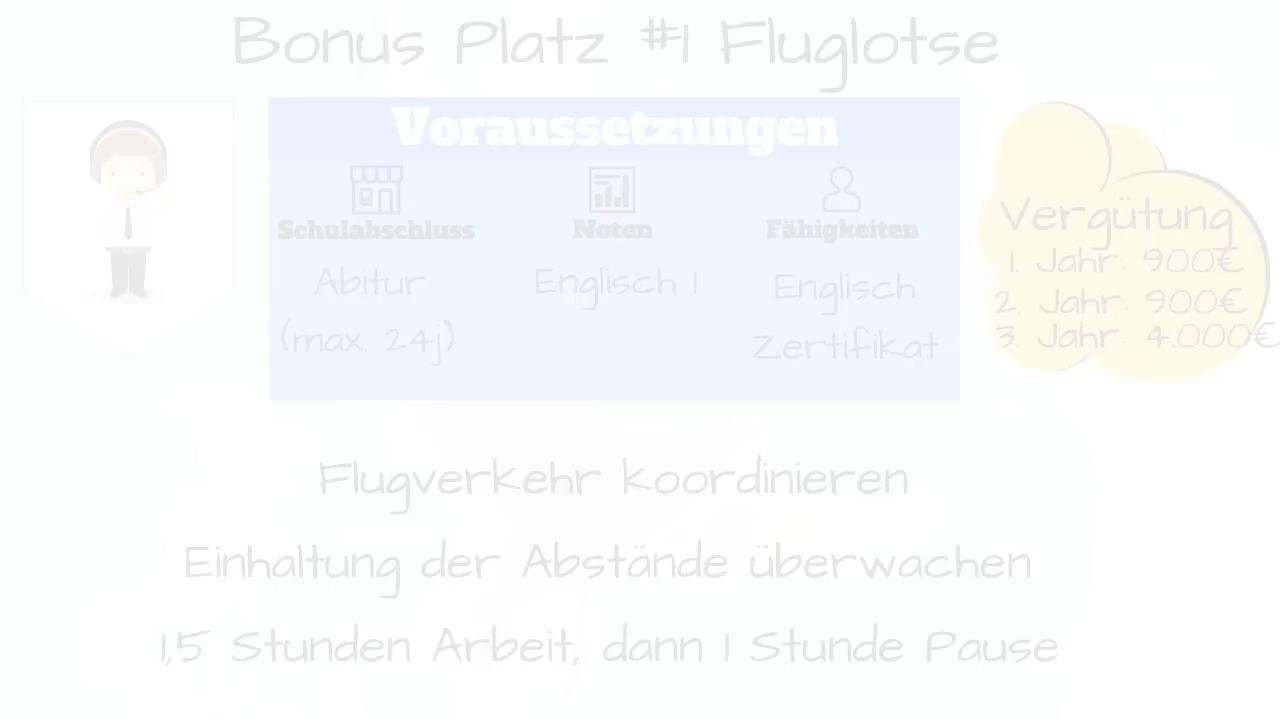 Bonus Platz #1 Fluglotse
Voraussetzungen
Schulabschluss
Abitur
(max. 24j)
Noten
Englisch 1
Fähigkeiten
Englisch
Zertifikat
Vergütung
1. Jahr: 900€
2. Jahr: 900€
3. Jahr: 4.000€
Flugverkehr koordinieren
Einhaltung der Abstände überwachen
1,5 Stunden Arbeit, dann 1 Stunde Pause